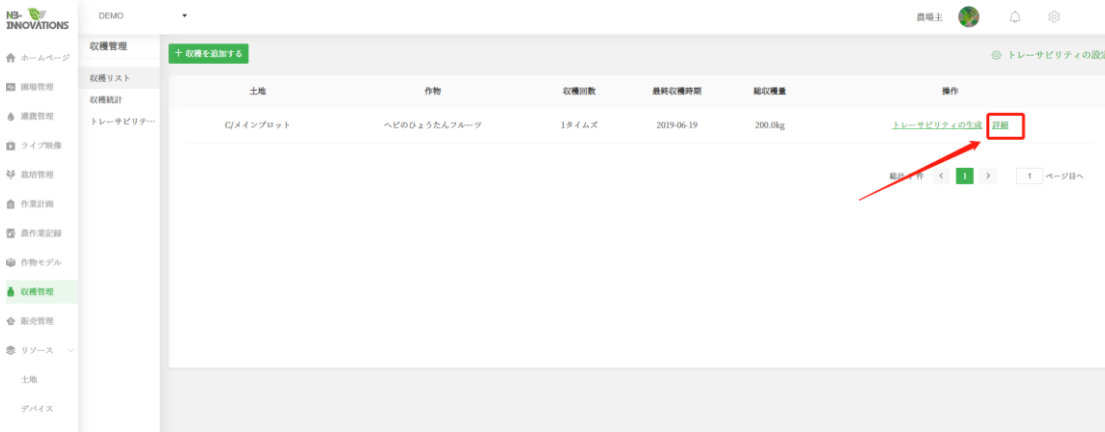 NB-
INNOVATIONS
DEMO
農場主
ホームページ
圃場管理
灌漑管理
ライブ映像
栽培管理
作業計画
農作業記録
作物モデル
収穫管理
販売管理
リソース
土地
デバイス
収穫管理
収穫リスト
収穫統計
トレーサビリテ…
+ 収穫を追加する
トレーサビリティの設定
土地 作物 収穫回数 最終収穫時期 総収穫量 操作
C/メインプロット ヘビのひょうたんフルーツ 1タイムズ 2019-06-19 200.0kg トレーサビリティの生成 詳細
総計 件 < 1 > 1 ページ目へ